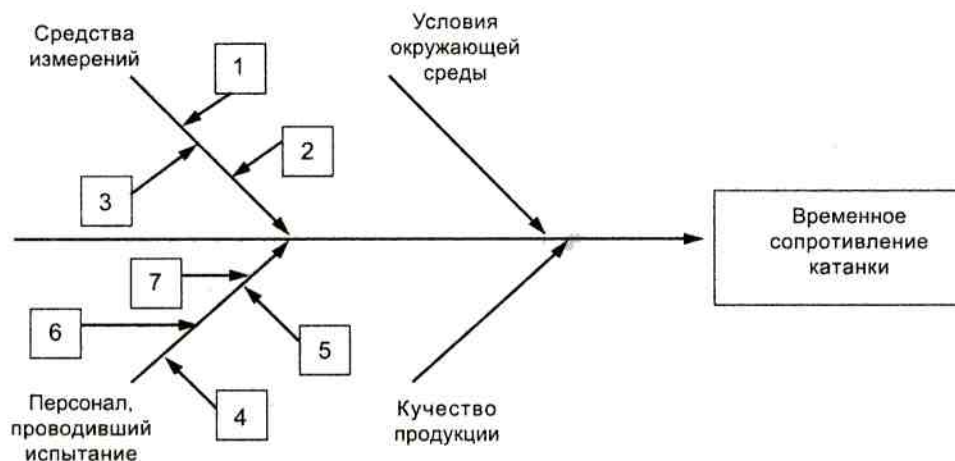 Средства
измерений
1
2
3
Условия
окружающей
среды
Временное
сопротивление
катанки
7
6
5
4
Персонал,
проводивший
испытание
Кучество
продукции